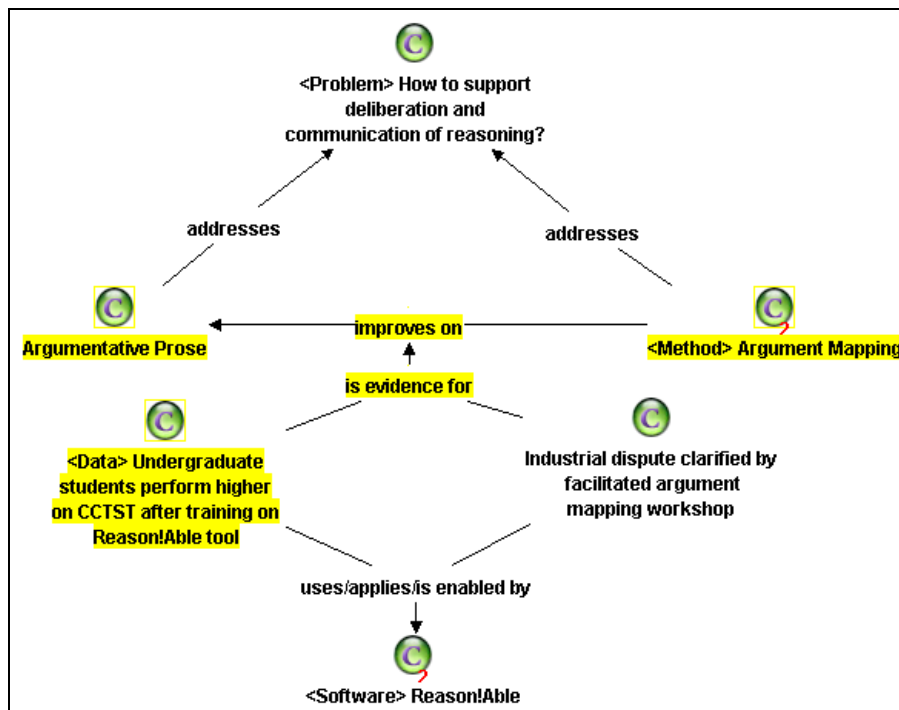 C
<Problem> How to support
deliberation and
communication of reasoning?
addresses
addresses
C
Argumentative Prose
improves on
C
2
<Method> Argument Mapping
is evidence for
C
<Data> Undergraduate
students perform higher
on CCTST after training on
Reason!Able tool
C
Industrial dispute clarified by
facilitated argument
mapping workshop
uses/applies/is enabled by
C
2
<Software> Reason!Able